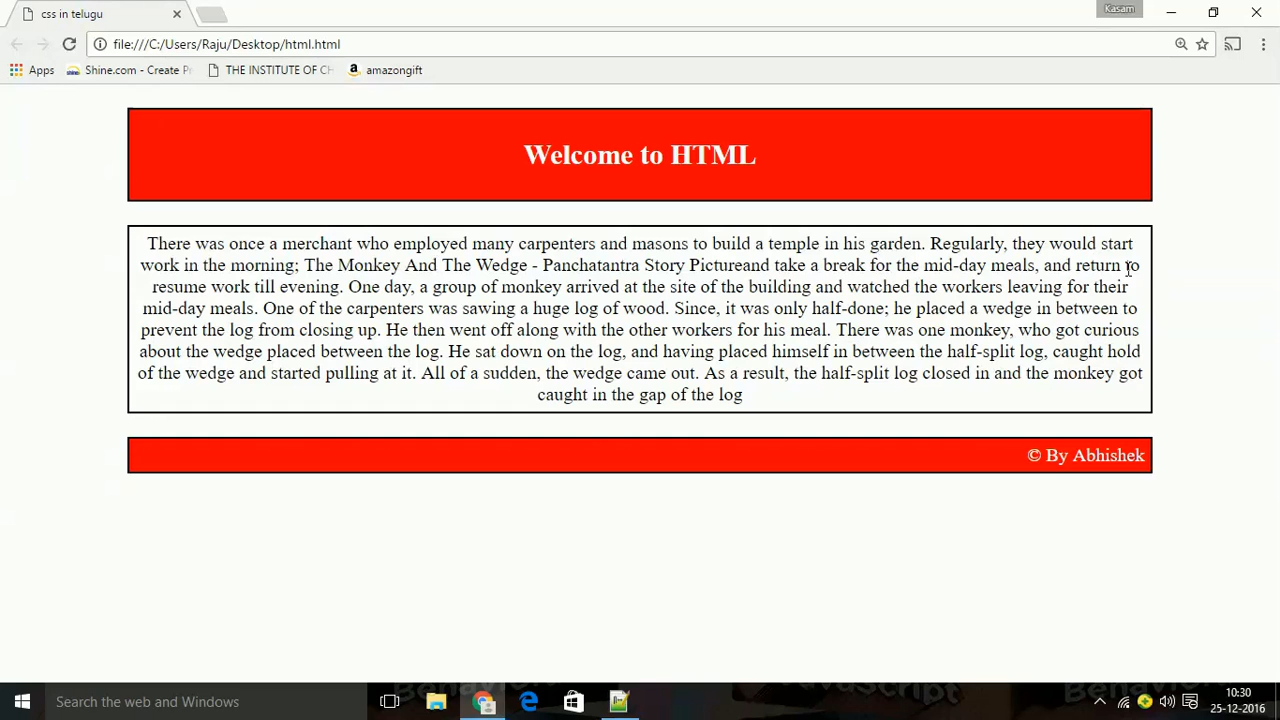 css in telugu
Kasam
file:///C:/Users/Raju/Desktop/html.html
Apps Shine.com - Create Pr THE INSTITUTE OF CH amazongift
Welcome to HTML
There was once a merchant who employed many carpenters and masons to build a temple in his garden. Regularly, they would start
work in the morning; The Monkey And The Wedge - Panchatantra Story Pictureand take a break for the mid-day meals, and return to
resume work till evening. One day, a group of monkey arrived at the site of the building and watched the workers leaving for their
mid-day meals. One of the carpenters was sawing a huge log of wood. Since, it was only half-done; he placed a wedge in between to
prevent the log from closing up. He then went off along with the other workers for his meal. There was one monkey, who got curious
about the wedge placed between the log. He sat down on the log, and having placed himself in between the half-split log, caught hold
of the wedge and started pulling at it. All of a sudden, the wedge came out. As a result, the half-split log closed in and the monkey got
caught in the gap of the log
© By Abhishek
Search the web and Windows
10:30
25-12-2016